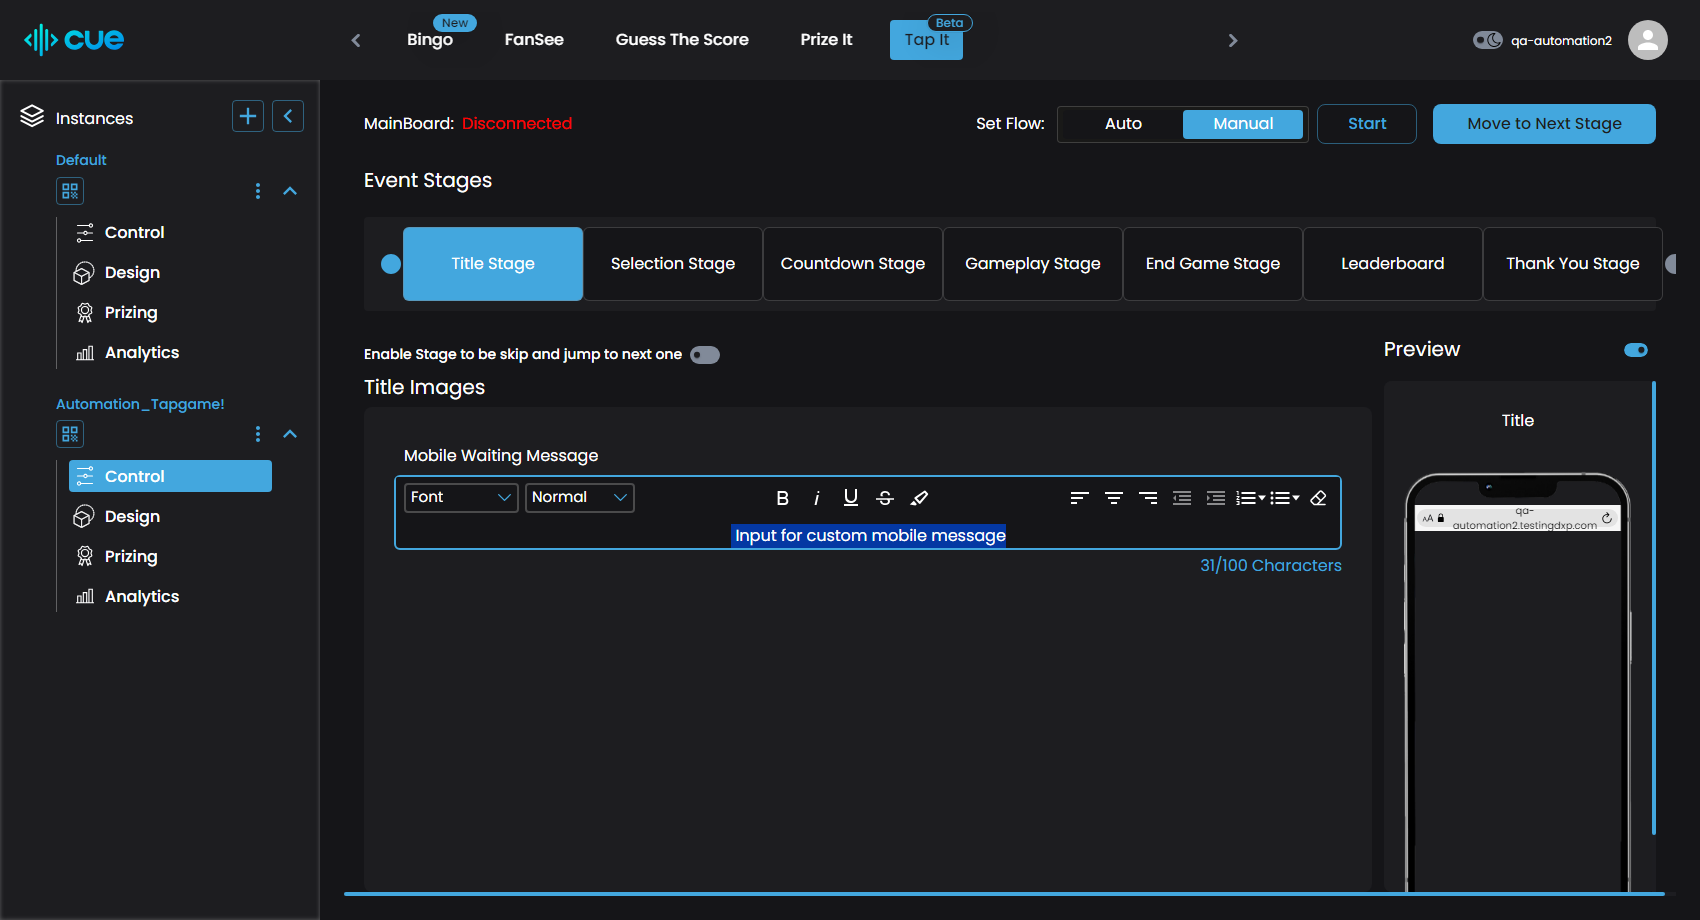 cue
New
Bingo
FanSee
Guess The Score
Prize It
Beta
Tap It
qa-automation2
Instances
Default
Control
Design
Prizing
Analytics
Automation_Tapgame!
Control
Design
Prizing
Analytics
MainBoard: Disconnected
Set Flow:
Auto
Manual
Start
Move to Next Stage
Event Stages
Title Stage
Selection Stage
Countdown Stage
Gameplay Stage
End Game Stage
Leaderboard
Thank You Stage
Enable Stage to be skip and jump to next one
Title Images
Mobile Waiting Message
Font
Normal
B
i
U
S
Input for custom mobile message
31/100 Characters
Preview
Title
AA
qa-
automation2.testingdxp.com